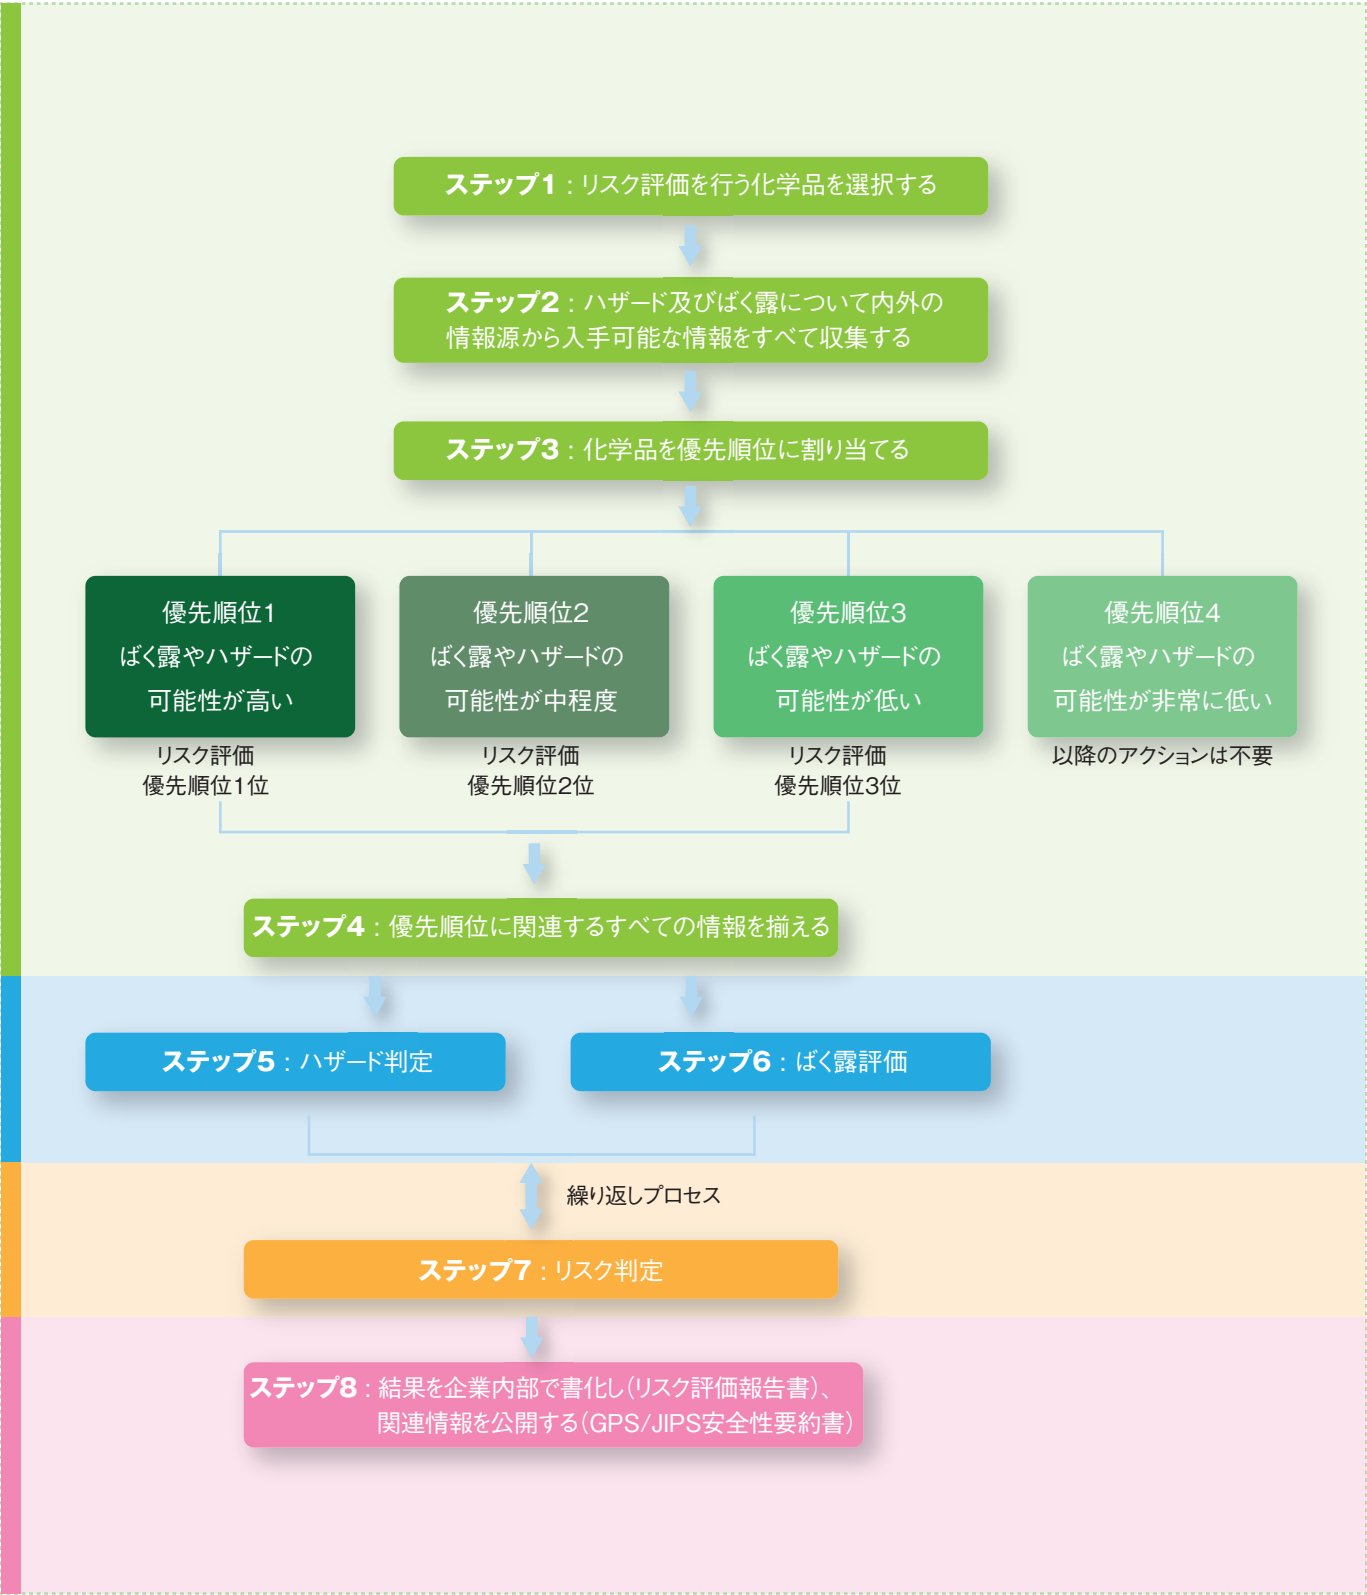 ステップ1：リスク評価を行う化学品を選択する
ステップ2：ハザード及びばく露について内外の
情報源から入手可能な情報をすべて収集する
ステップ3：化学品を優先順位に割り当てる
優先順位1
ばく露やハザードの
可能性が高い
リスク評価
優先順位1位
優先順位2
ばく露やハザードの
可能性が中程度
リスク評価
優先順位2位
優先順位3
ばく露やハザードの
可能性が低い
リスク評価
優先順位3位
優先順位4
ばく露やハザードの
可能性が非常に低い
以降のアクションは不要
ステップ4：優先順位に関連するすべての情報を揃える
ステップ5：ハザード判定
ステップ6：ばく露評価
繰り返しプロセス
ステップ7：リスク判定
ステップ8：結果を企業内部で書化し（リスク評価報告書）、
関連情報を公開する（GPS/JIPS安全性要約書）